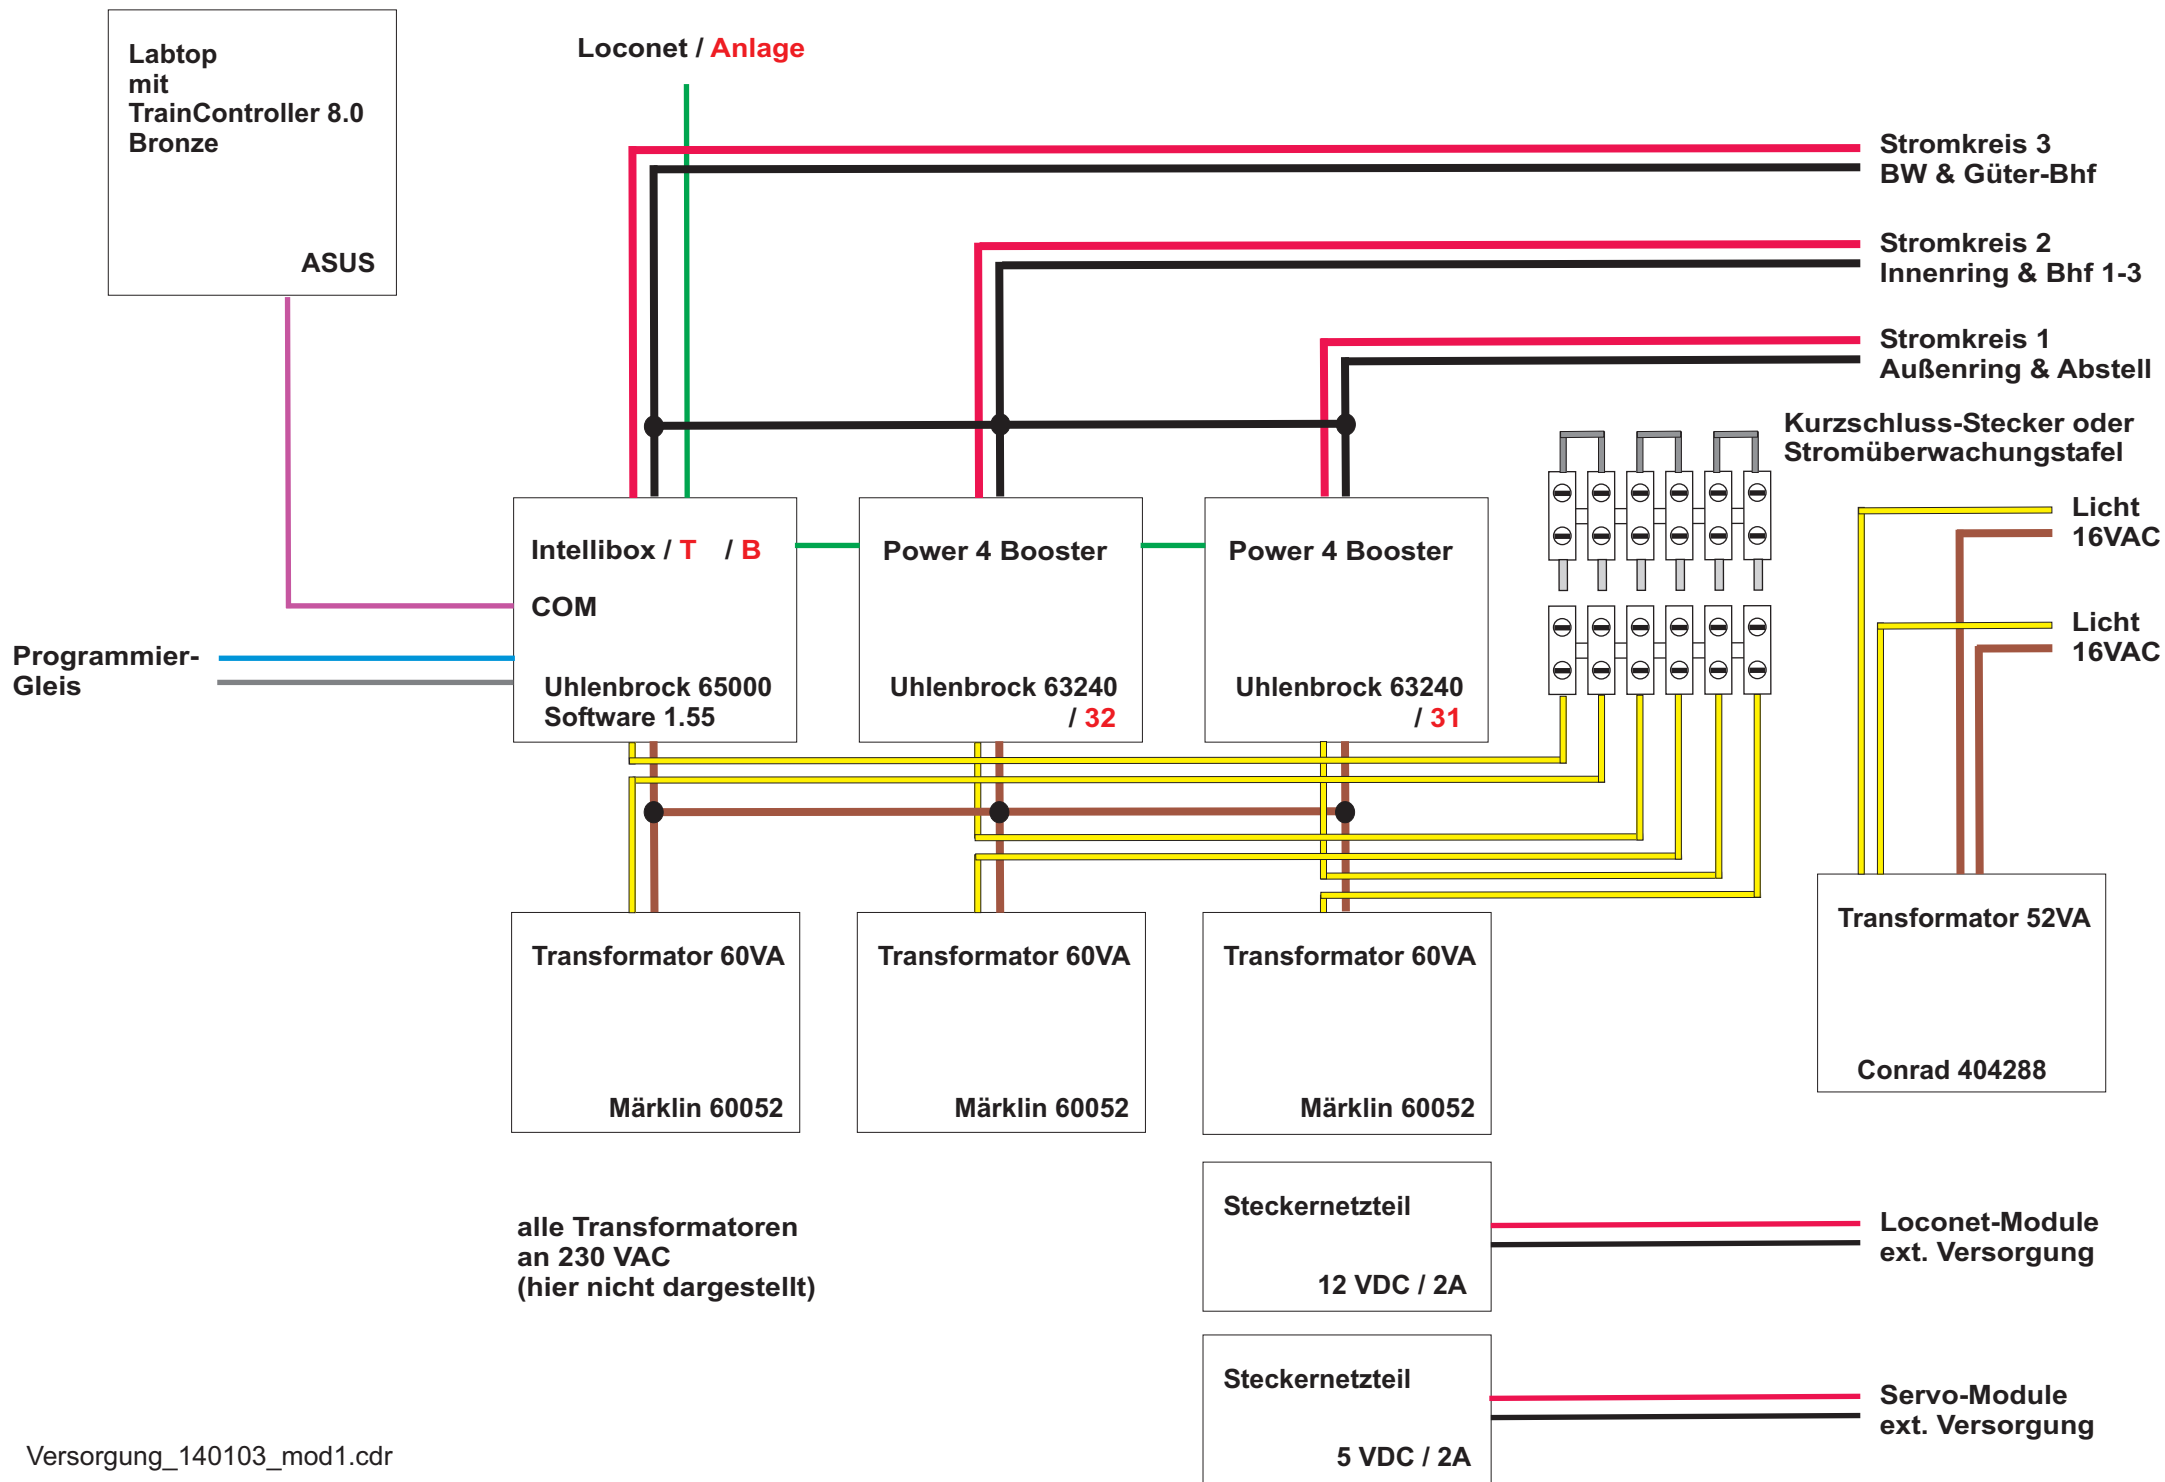 Labtop
mit
TrainController 8.0
Bronze
ASUS
Loconet / Anlage
Stromkreis 3
BW & Güter-Bhf
Stromkreis 2
Innenring & Bhf 1-3
Stromkreis 1
Außenring & Abstell
Kurzschluss-Stecker oder
Stromüberwachungstafel
Licht
16VAC
Licht
16VAC
Intellibox / T / B
COM
Uhlenbrock 65000
Software 1.55
Power 4 Booster
Uhlenbrock 63240
/ 32
Power 4 Booster
Uhlenbrock 63240
/ 31
Programmier-
Gleis
Transformator 60VA
Märklin 60052
Transformator 60VA
Märklin 60052
Transformator 60VA
Märklin 60052
Transformator 52VA
Conrad 404288
alle Transformatoren
an 230 VAC
(hier nicht dargestellt)
Steckernetzteil
12 VDC / 2A
Loconet-Module
ext. Versorgung
Steckernetzteil
5 VDC / 2A
Servo-Module
ext. Versorgung
Versorgung_140103_mod1.cdr